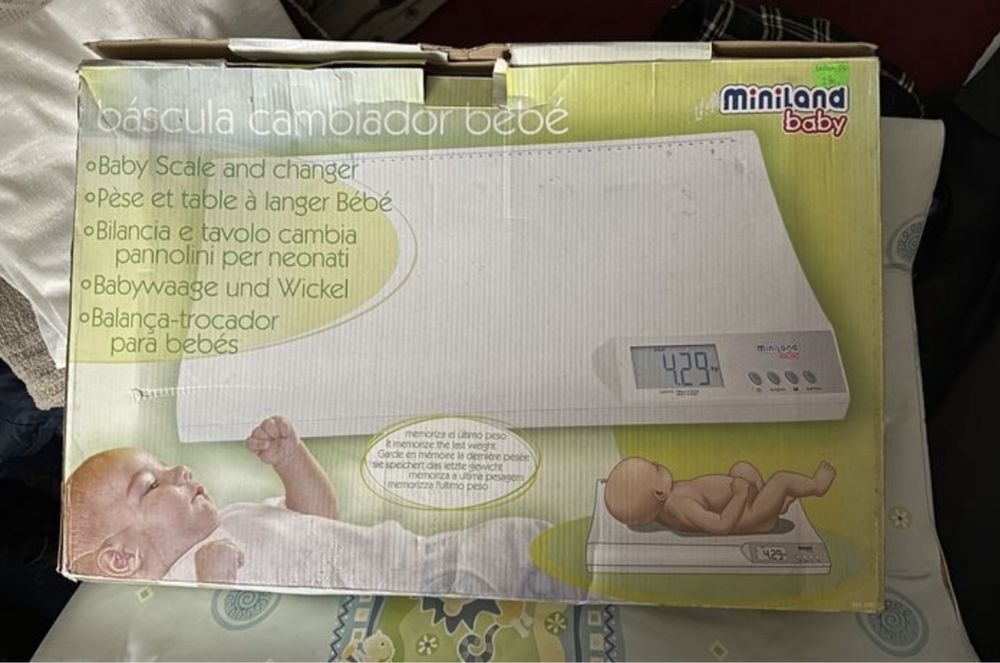 báscula cambiador bebé
miniland
baby
Baby Scale and changer
Pèse et table à langer Bébé
Bilancia e tavolo cambia
pannolini per neonati
Babywaage und Wickel
Balança-trocador
para bebés
4.29 kg
miniland
baby
memoriza el último peso
It memorize the last weight
Garde en mémoire la dernière pesée
sie speichert das letzte gewicht
memoriza a ultima pesagem
memorizza l'ultimo peso
4.29